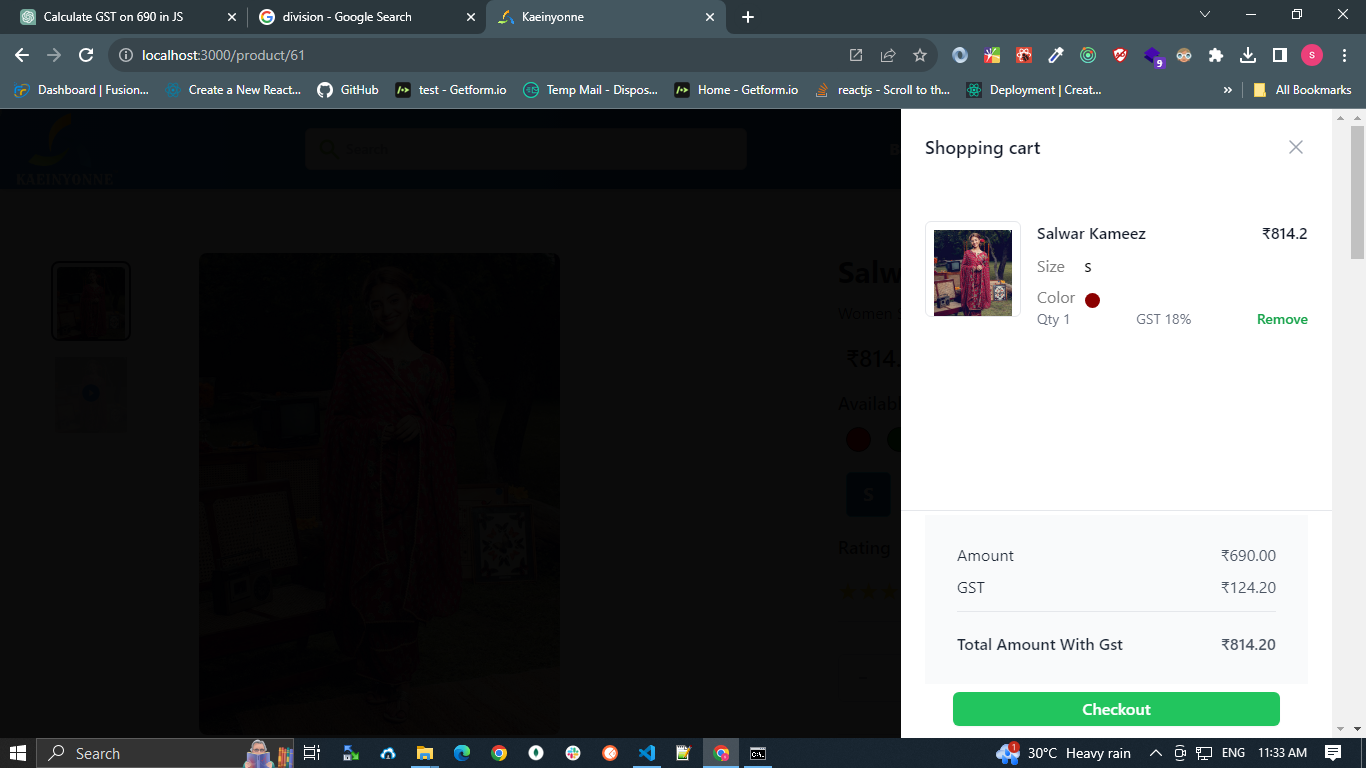 Calculate GST on 690 in JS
division - Google Search
Kaeinyonne
localhost:3000/product/61
S
9
Dashboard | Fusion...
Create a New React...
GitHub
test - Getform.io
Temp Mail - Dispos...
Home - Getform.io
reactjs - Scroll to th...
Deployment | Creat...
»
All Bookmarks
KAEINYONNE
Search
Shopping cart
Salwar Kameez
₹814.2
Size S
Color
Qty 1
GST 18%
Remove
Salw
Women
₹814.
Availab
S
Rating
Amount ₹690.00
GST ₹124.20
Total Amount With Gst ₹814.20
Checkout
Search
1
30°C Heavy rain
ENG
11:33 AM